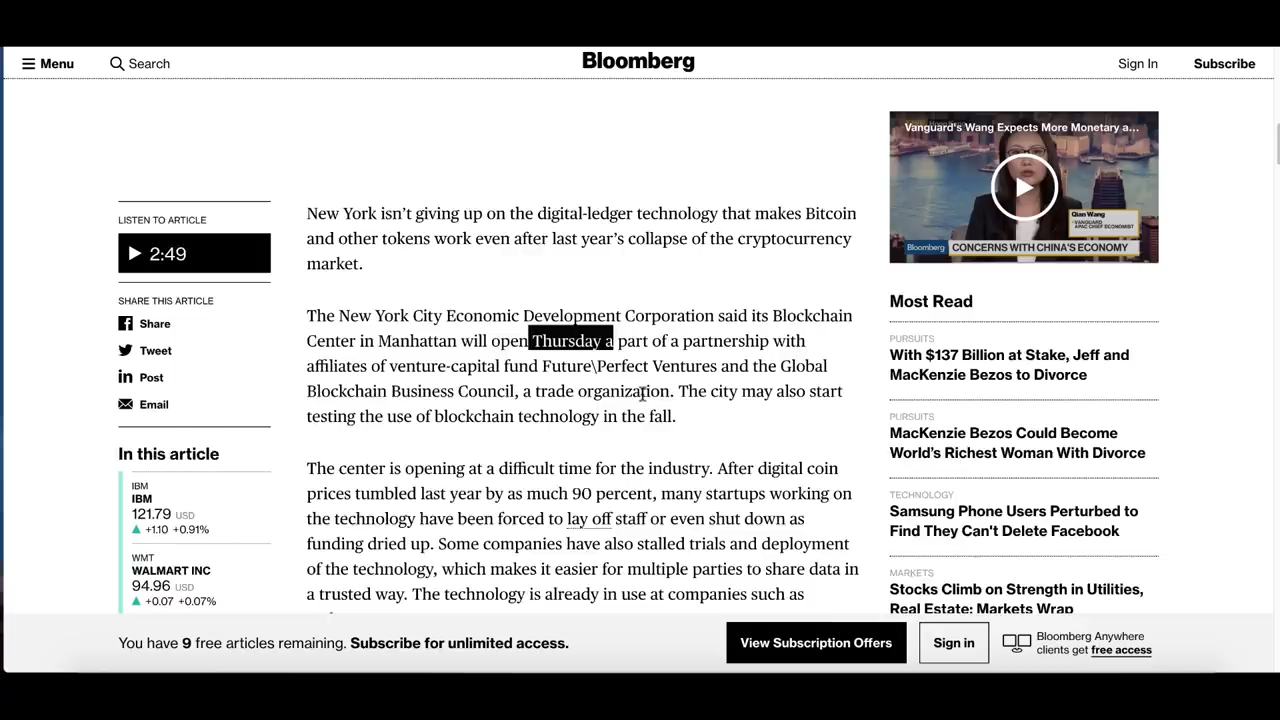 Menu
Search
Bloomberg
Sign In
Subscribe
LISTEN TO ARTICLE
2:49
SHARE THIS ARTICLE
Share
Tweet
Post
Email
In this article
IBM
IBM
121.79 USD
+1.10 +0.91%
WMT
WALMART INC
94.96 USD
+0.07 +0.07%
New York isn’t giving up on the digital-ledger technology that makes Bitcoin
and other tokens work even after last year’s collapse of the cryptocurrency
market.
The New York City Economic Development Corporation said its Blockchain
Center in Manhattan will open Thursday a part of a partnership with
affiliates of venture-capital fund Future\Perfect Ventures and the Global
Blockchain Business Council, a trade organization. The city may also start
testing the use of blockchain technology in the fall.
The center is opening at a difficult time for the industry. After digital coin
prices tumbled last year by as much 90 percent, many startups working on
the technology have been forced to lay off staff or even shut down as
funding dried up. Some companies have also stalled trials and deployment
of the technology, which makes it easier for multiple parties to share data in
a trusted way. The technology is already in use at companies such as
Vanguard's Wang Expects More Monetary a...
Qian Wang
VANGUARD
APAC CHIEF ECONOMIST
Bloomberg
CONCERNS WITH CHINA'S ECONOMY
Most Read
PURSUITS
With $137 Billion at Stake, Jeff and
MacKenzie Bezos to Divorce
PURSUITS
MacKenzie Bezos Could Become
World’s Richest Woman With Divorce
TECHNOLOGY
Samsung Phone Users Perturbed to
Find They Can't Delete Facebook
MARKETS
Stocks Climb on Strength in Utilities,
Real Estate: Markets Wrap
You have 9 free articles remaining. Subscribe for unlimited access.
View Subscription Offers
Sign in
Bloomberg Anywhere
clients get free access